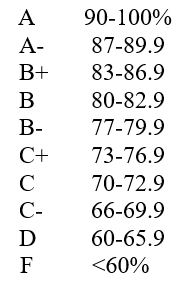 A 90-100%
A- 87-89.9
B+ 83-86.9
B 80-82.9
B- 77-79.9
C+ 73-76.9
C 70-72.9
C- 66-69.9
D 60-65.9
F <60%